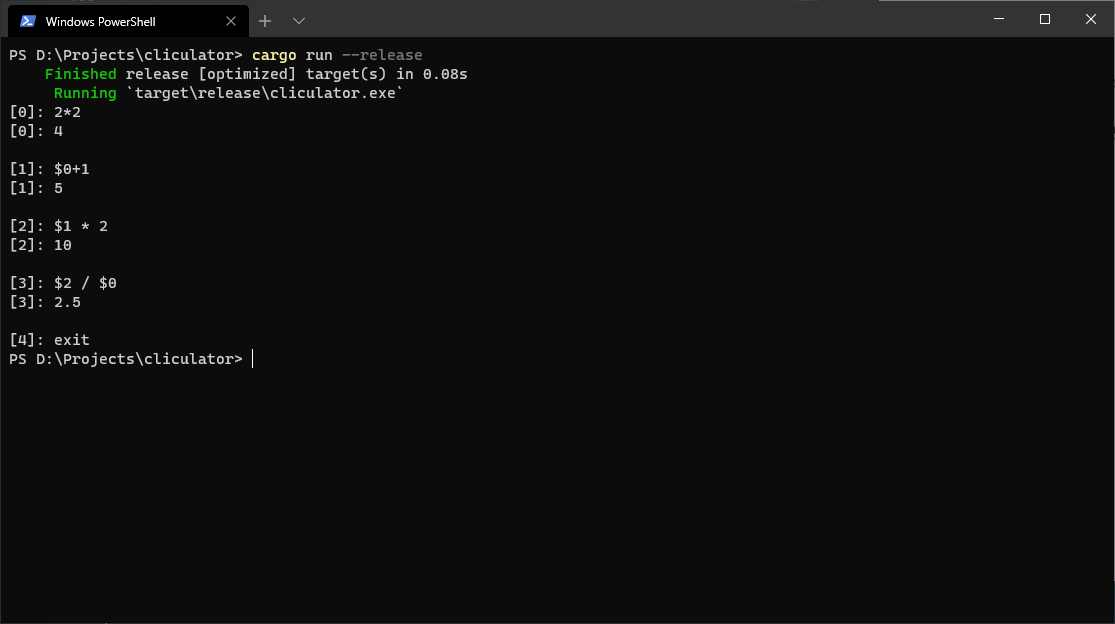 Windows PowerShell
PS D:\Projects\cliculator> cargo run --release
    Finished release [optimized] target(s) in 0.08s
     Running `target\release\cliculator.exe`
[0]: 2*2
[0]: 4
[1]: $0+1
[1]: 5
[2]: $1 * 2
[2]: 10
[3]: $2 / $0
[3]: 2.5
[4]: exit
PS D:\Projects\cliculator>